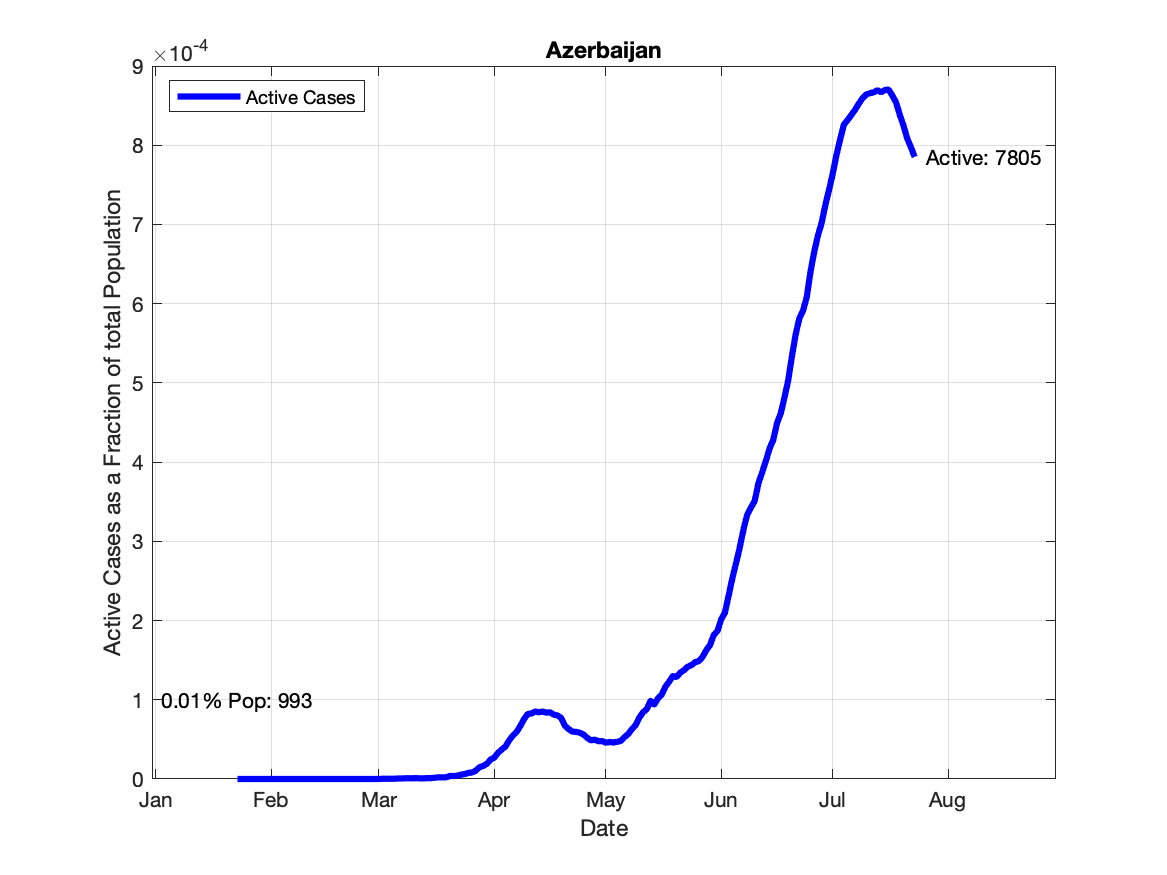 Azerbaijan
×10-4
Active Cases
Active Cases as a Fraction of total Population
9
8
7
6
5
4
3
2
1
0
Active: 7805
0.01% Pop: 993
Jan Feb Mar Apr May Jun Jul Aug
Date